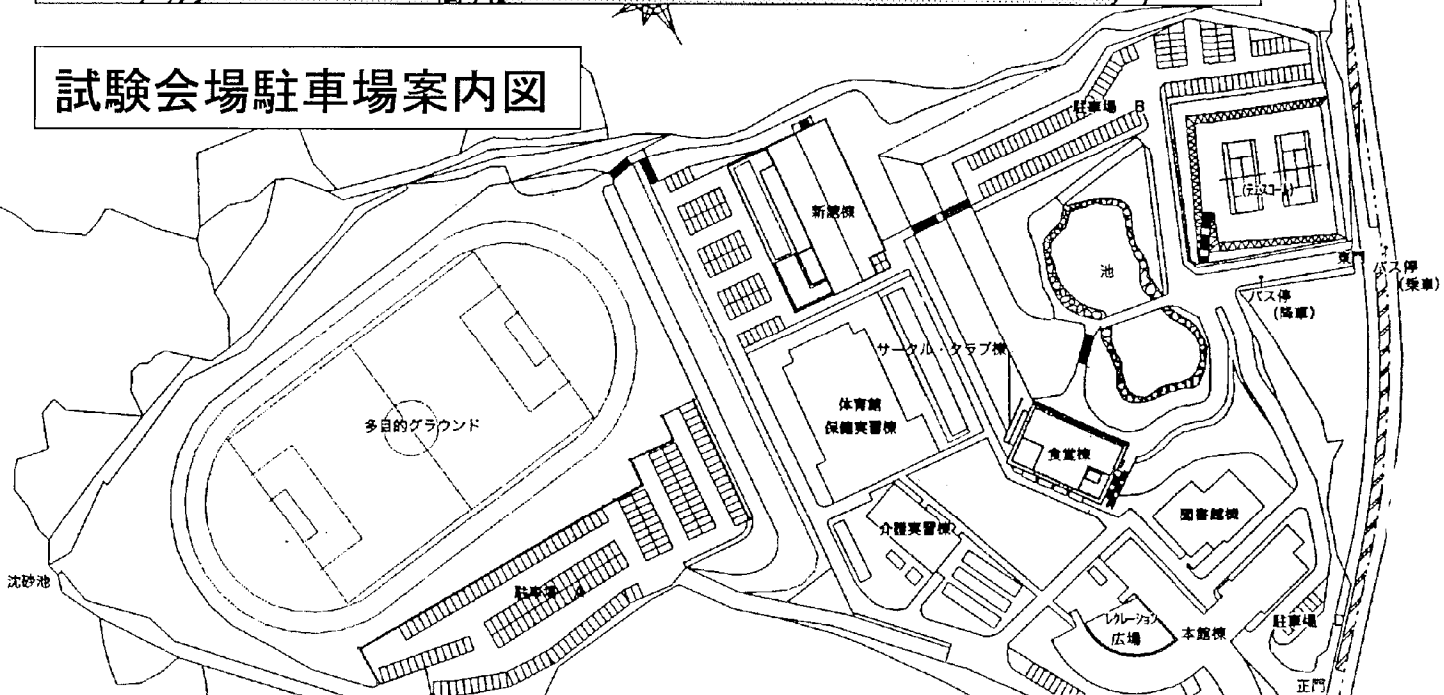 試験会場駐車場案内図
駐車場 B
(テニスコート)
新館棟
池
東
バス停
(乗車)
バス停
(降車)
サークル・クラブ棟
体育館
保健実習棟
多目的グラウンド
食堂棟
図書館棟
介護実習棟
沈砂池
駐車場 A
レクレーション
広場
本館棟
駐車場
正門